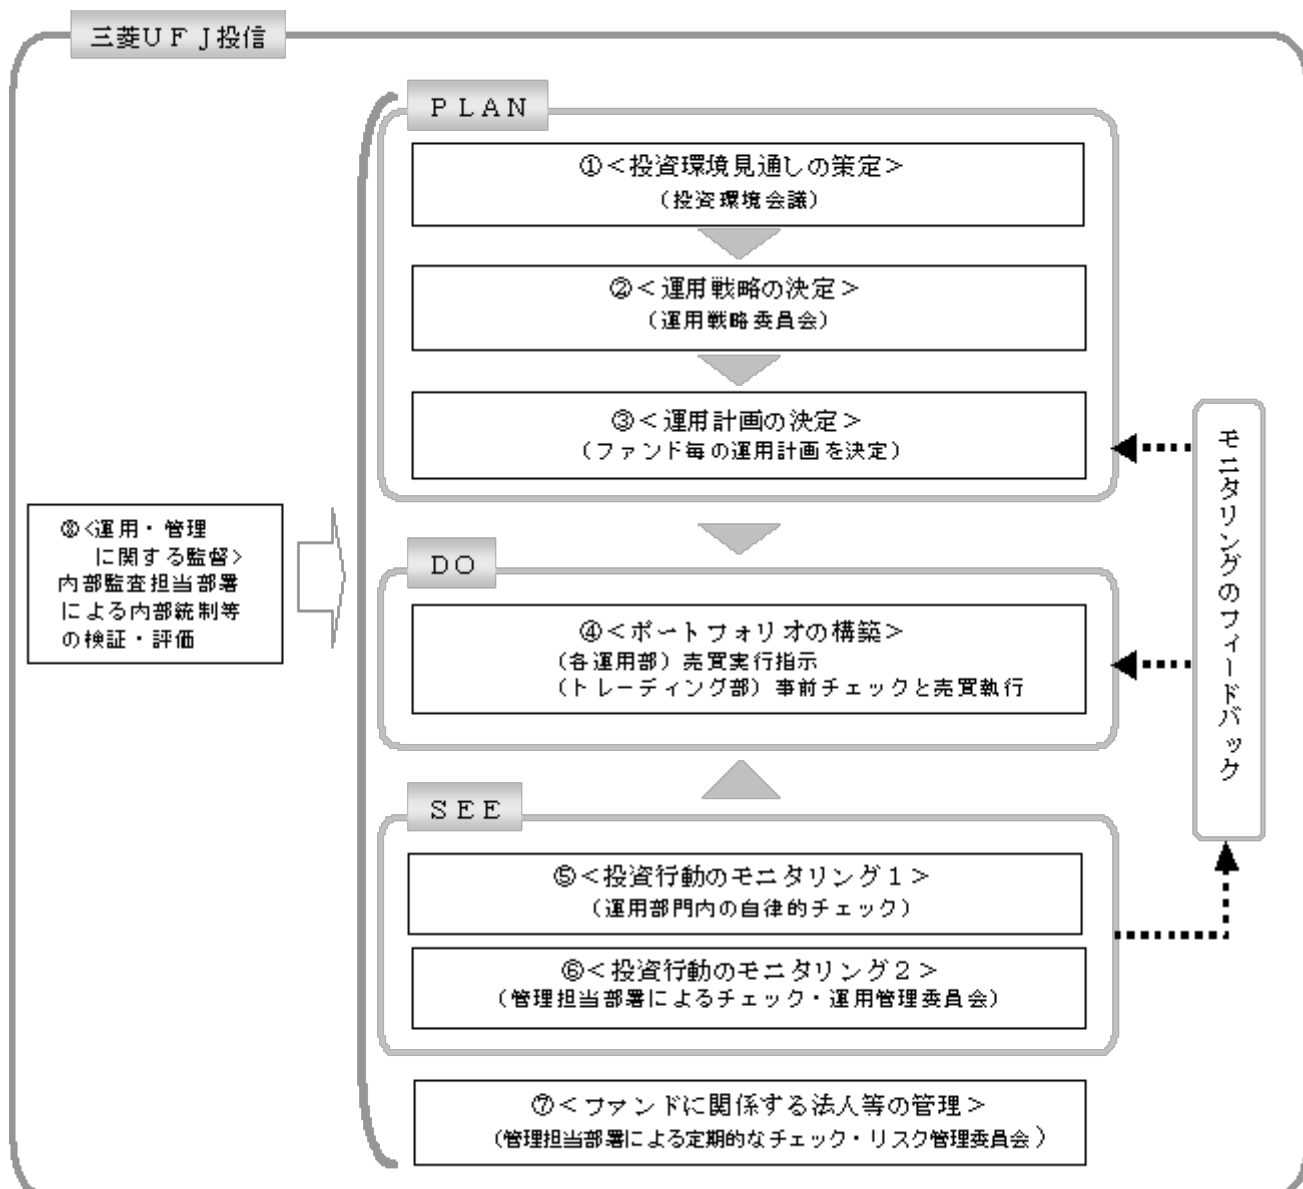 三菱UFJ投信
PLAN
①<投資環境見通しの策定>
(投資環境会議)
②<運用戦略の決定>
(運用戦略委員会)
③<運用計画の決定>
(ファンド毎の運用計画を決定)
⑧<運用・管理
に関する監督>
内部監査担当部署
による内部統制等
の検証・評価
DO
④<ポートフォリオの構築>
(各運用部)売買実行指示
(トレーディング部)事前チェックと売買執行
SEE
⑤<投資行動のモニタリング1>
(運用部門内の自律的チェック)
⑥<投資行動のモニタリング2>
(管理担当部署によるチェック・運用管理委員会)
⑦<ファンドに関係する法人等の管理>
(管理担当部署による定期的なチェック・リスク管理委員会)
モニタリングのフィードバック